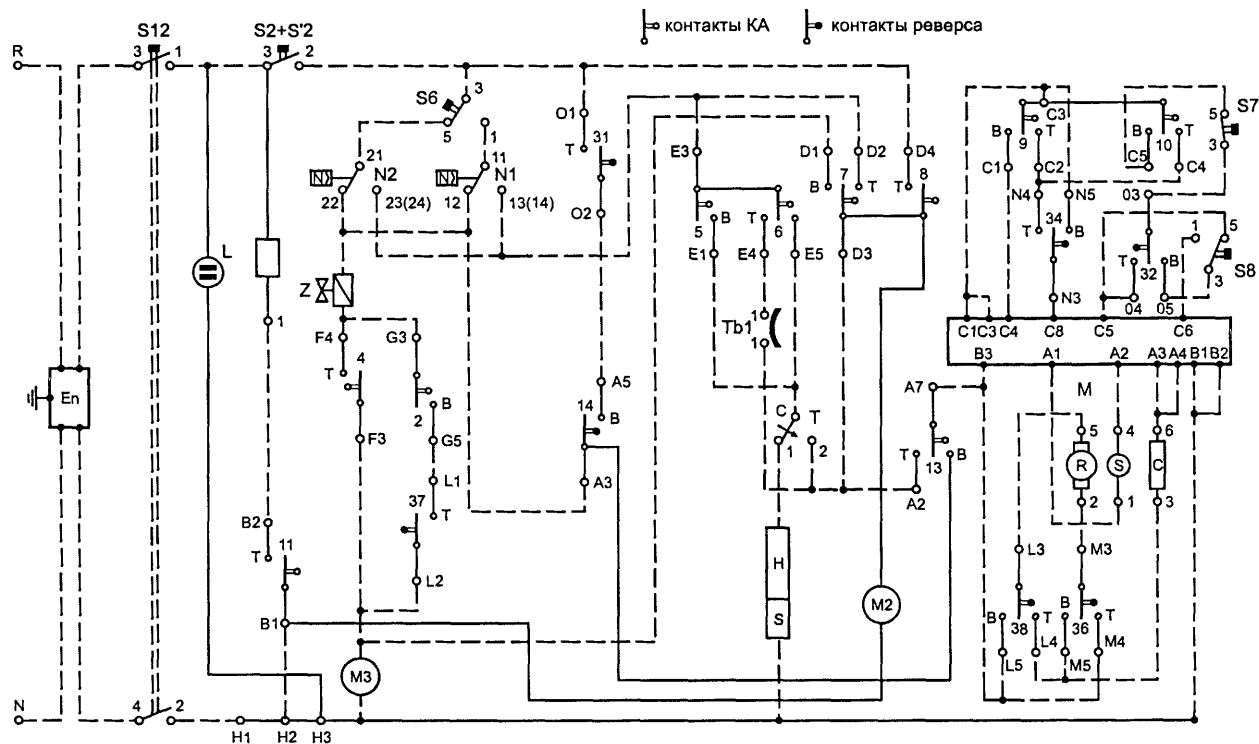 контакты КА контакты реверса
S12 S2+S'2
R 3 1 3 2
S6 3
5 1
O1
31
T
21 11
N N2 N N1
22 23(24) 12 13(14)
O2
E3 D1 D2 D4
B 7 T T 8
5 B T 6
E1 E4 E5 D3
L
Z
1
Tb1 1
1
F4 G3
4
T
2 B
A5
14 B
F3 G5
L1
37
T
A3
C T
1 2
A7
T 13 B
A2
En
B2
T 11
L2
H
S
M2
B1
M3
N 4 2
H1 H2 H3
C3
B 9 T B 10 T
C1 C2 C5 C4
S7
5
3
N4 N5 03
34
T B
1 5
T 32 B
S8
3
N3 04 05
C1 C3 C4 C8 C5 C6
B3 A1 A2 A3 A4 B1 B2
M
5 4 6
R S C
2 1 3
L3 M3
B 38 T B 36 T
L5 L4 M5 M4